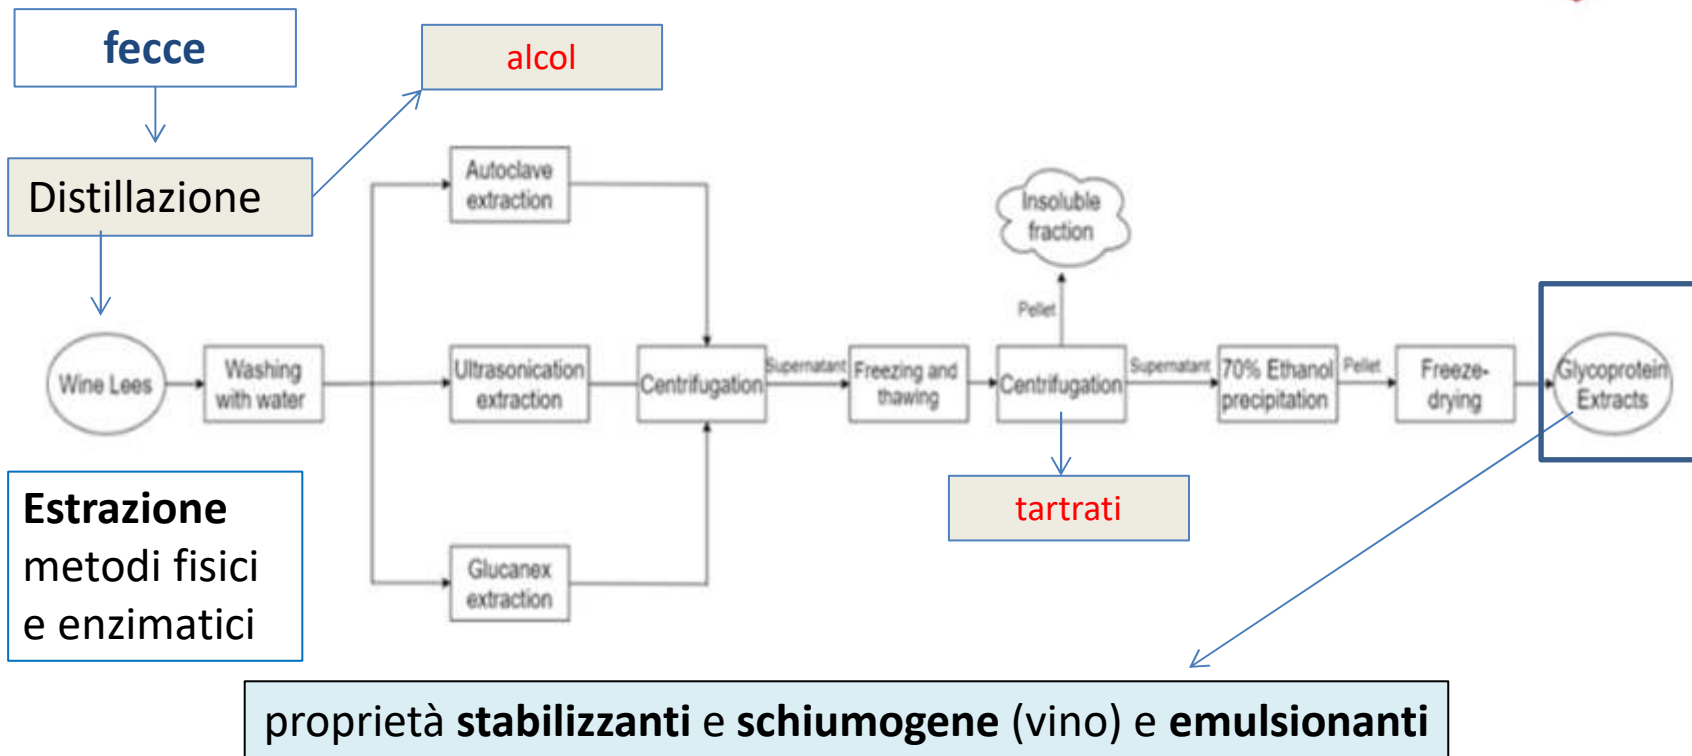 fecce
alcol
Distillazione
Autoclave
extraction
Insoluble
fraction
Pellet
Wine Lees
Washing
with water
Ultrasonication
extraction
Centrifugation
Supernatant
Freezing and
thawing
Centrifugation
Supernatant
70% Ethanol
precipitation
Pellet
Freeze-
drying
Glycoprotein
Extracts
Estrazione
metodi fisici
e enzimatici
Glucanex
extraction
tartrati
proprietà stabilizzanti e schiumogene (vino) e emulsionanti